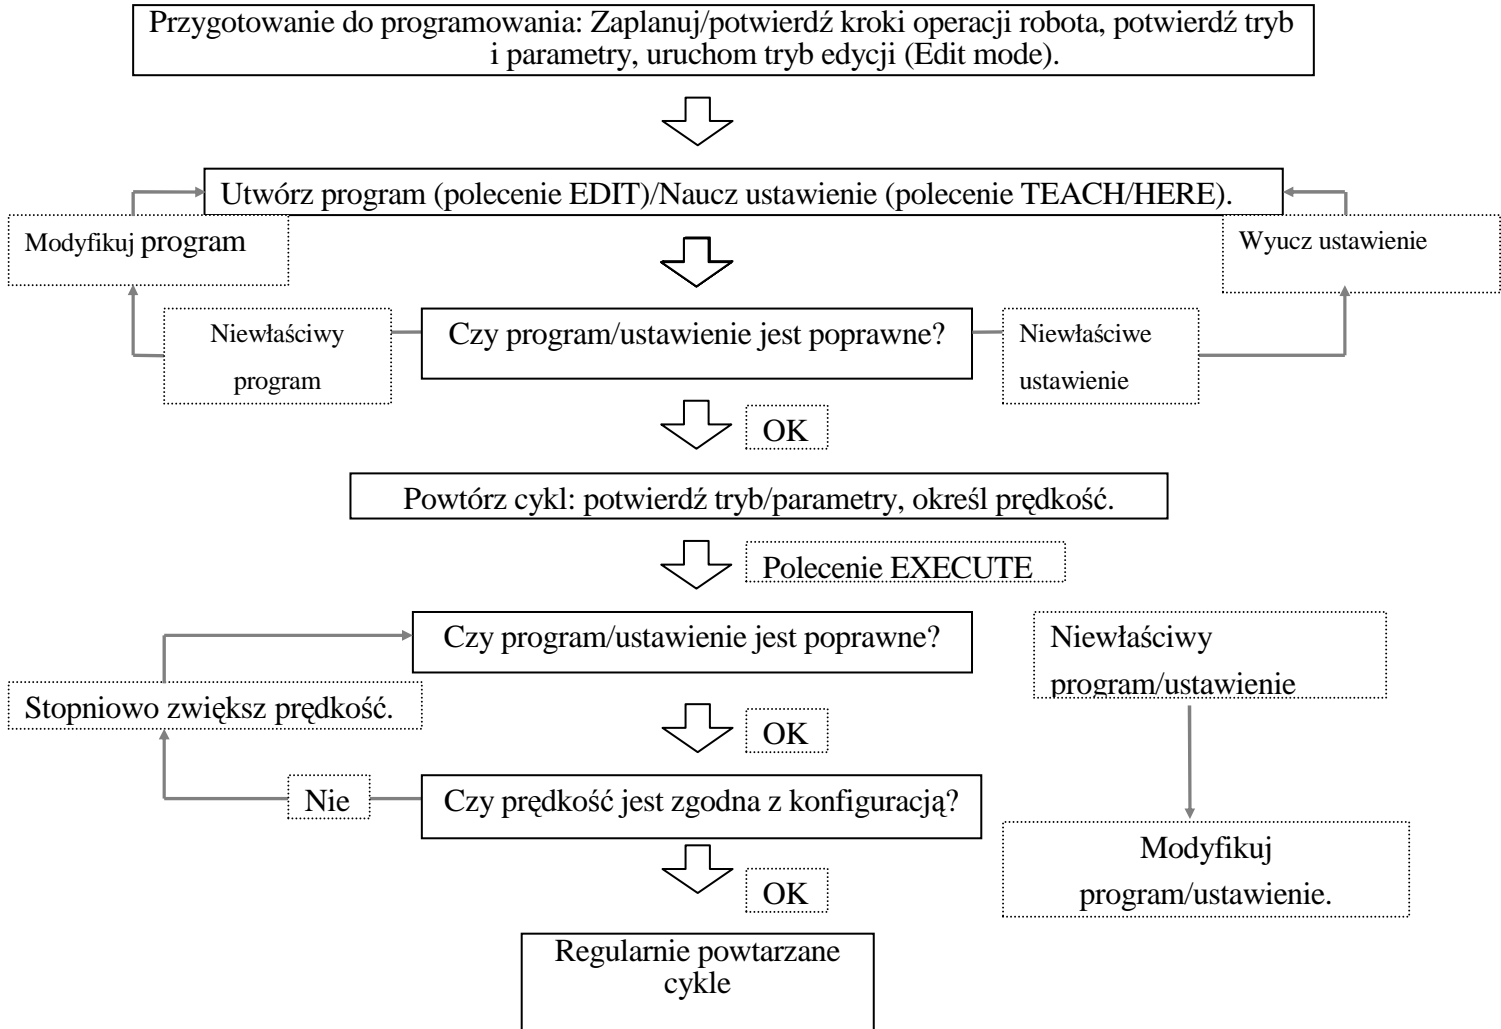 Przygotowanie do programowania: Zaplanuj/potwierdź kroki operacji robota, potwierdź tryb
i parametry, uruchom tryb edycji (Edit mode).
Utwórz program (polecenie EDIT)/Naucz ustawienie (polecenie TEACH/HERE).
Modyfikuj program
Wyucz ustawienie
Niewłaściwy
program
Czy program/ustawienie jest poprawne?
Niewłaściwe
ustawienie
OK
Powtórz cykl: potwierdź tryb/parametry, określ prędkość.
Polecenie EXECUTE
Czy program/ustawienie jest poprawne?
Niewłaściwy
program/ustawienie
Stopniowo zwiększ prędkość.
OK
Nie
Czy prędkość jest zgodna z konfiguracją?
Modyfikuj
program/ustawienie.
OK
Regularnie powtarzane
cykle